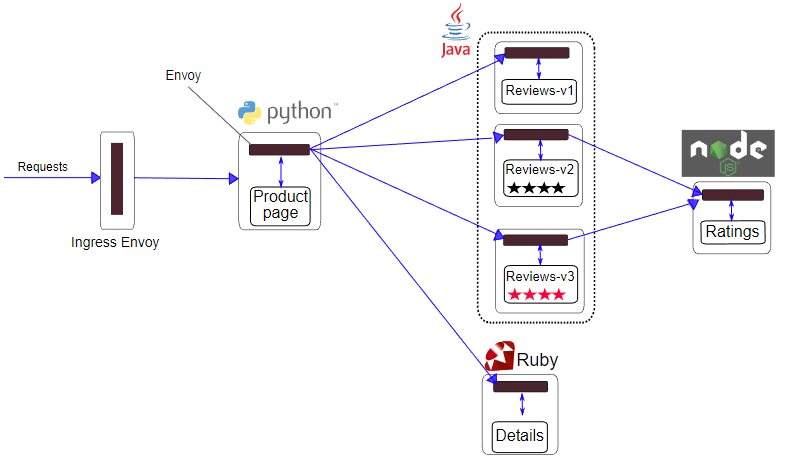 Java
Envoy
python™
Reviews-v1
Requests
Product
page
Reviews-v2
node
JS
Ratings
Ingress Envoy
Reviews-v3
Ruby
Details